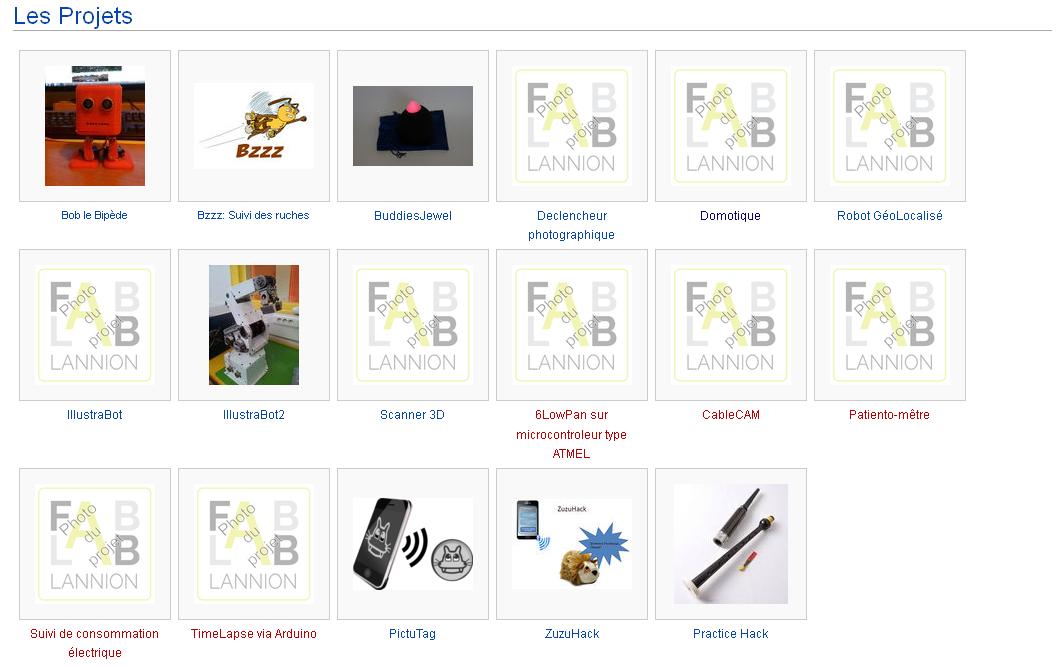 Les Projets
Bzzz
FAB
Photo du projet
LAB
LANNION
FAB
Photo du projet
LAB
LANNION
FAB
Photo du projet
LAB
LANNION
Bob le Bipède
Bzzz: Suivi des ruches
BuddiesJewel
Declencheur
photographique
Domotique
Robot GéoLocalisé
FAB
Photo du projet
LAB
LANNION
FAB
Photo du projet
LAB
LANNION
FAB
Photo du projet
LAB
LANNION
FAB
Photo du projet
LAB
LANNION
FAB
Photo du projet
LAB
LANNION
IllustraBot
IllustraBot2
Scanner 3D
6LowPan sur
microcontroleur type
ATMEL
CableCAM
Patiento-mêtre
FAB
Photo du projet
LAB
LANNION
FAB
Photo du projet
LAB
LANNION
ZuzuHack
Suivi de consommation
électrique
TimeLapse via Arduino
PictuTag
ZuzuHack
Practice Hack